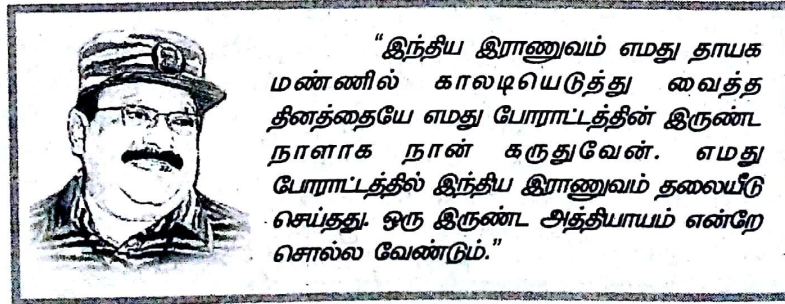 “இந்திய இராணுவம் எமது தாயக
மண்ணில் காலடியெடுத்து வைத்த
தினத்தையே எமது போராட்டத்தின் இருண்ட
நாளாக நான் கருதுவேன். எமது
போராட்டத்தில் இந்திய இராணுவம் தலையீடு
செய்தது. ஒரு இருண்ட அத்தியாயம் என்றே
சொல்ல வேண்டும்.”